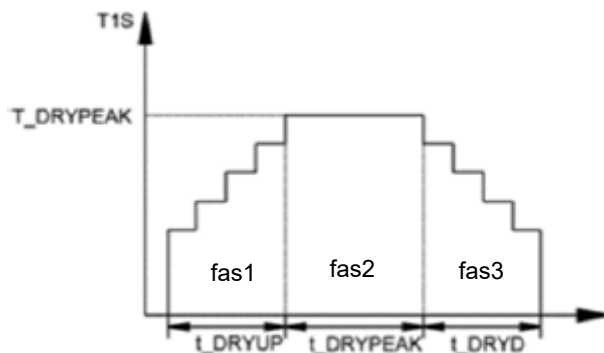 T1S
T_DRYPEAK
fas1 fas2 fas3
t_DRYUP t_DRYPEAK t_DRYD